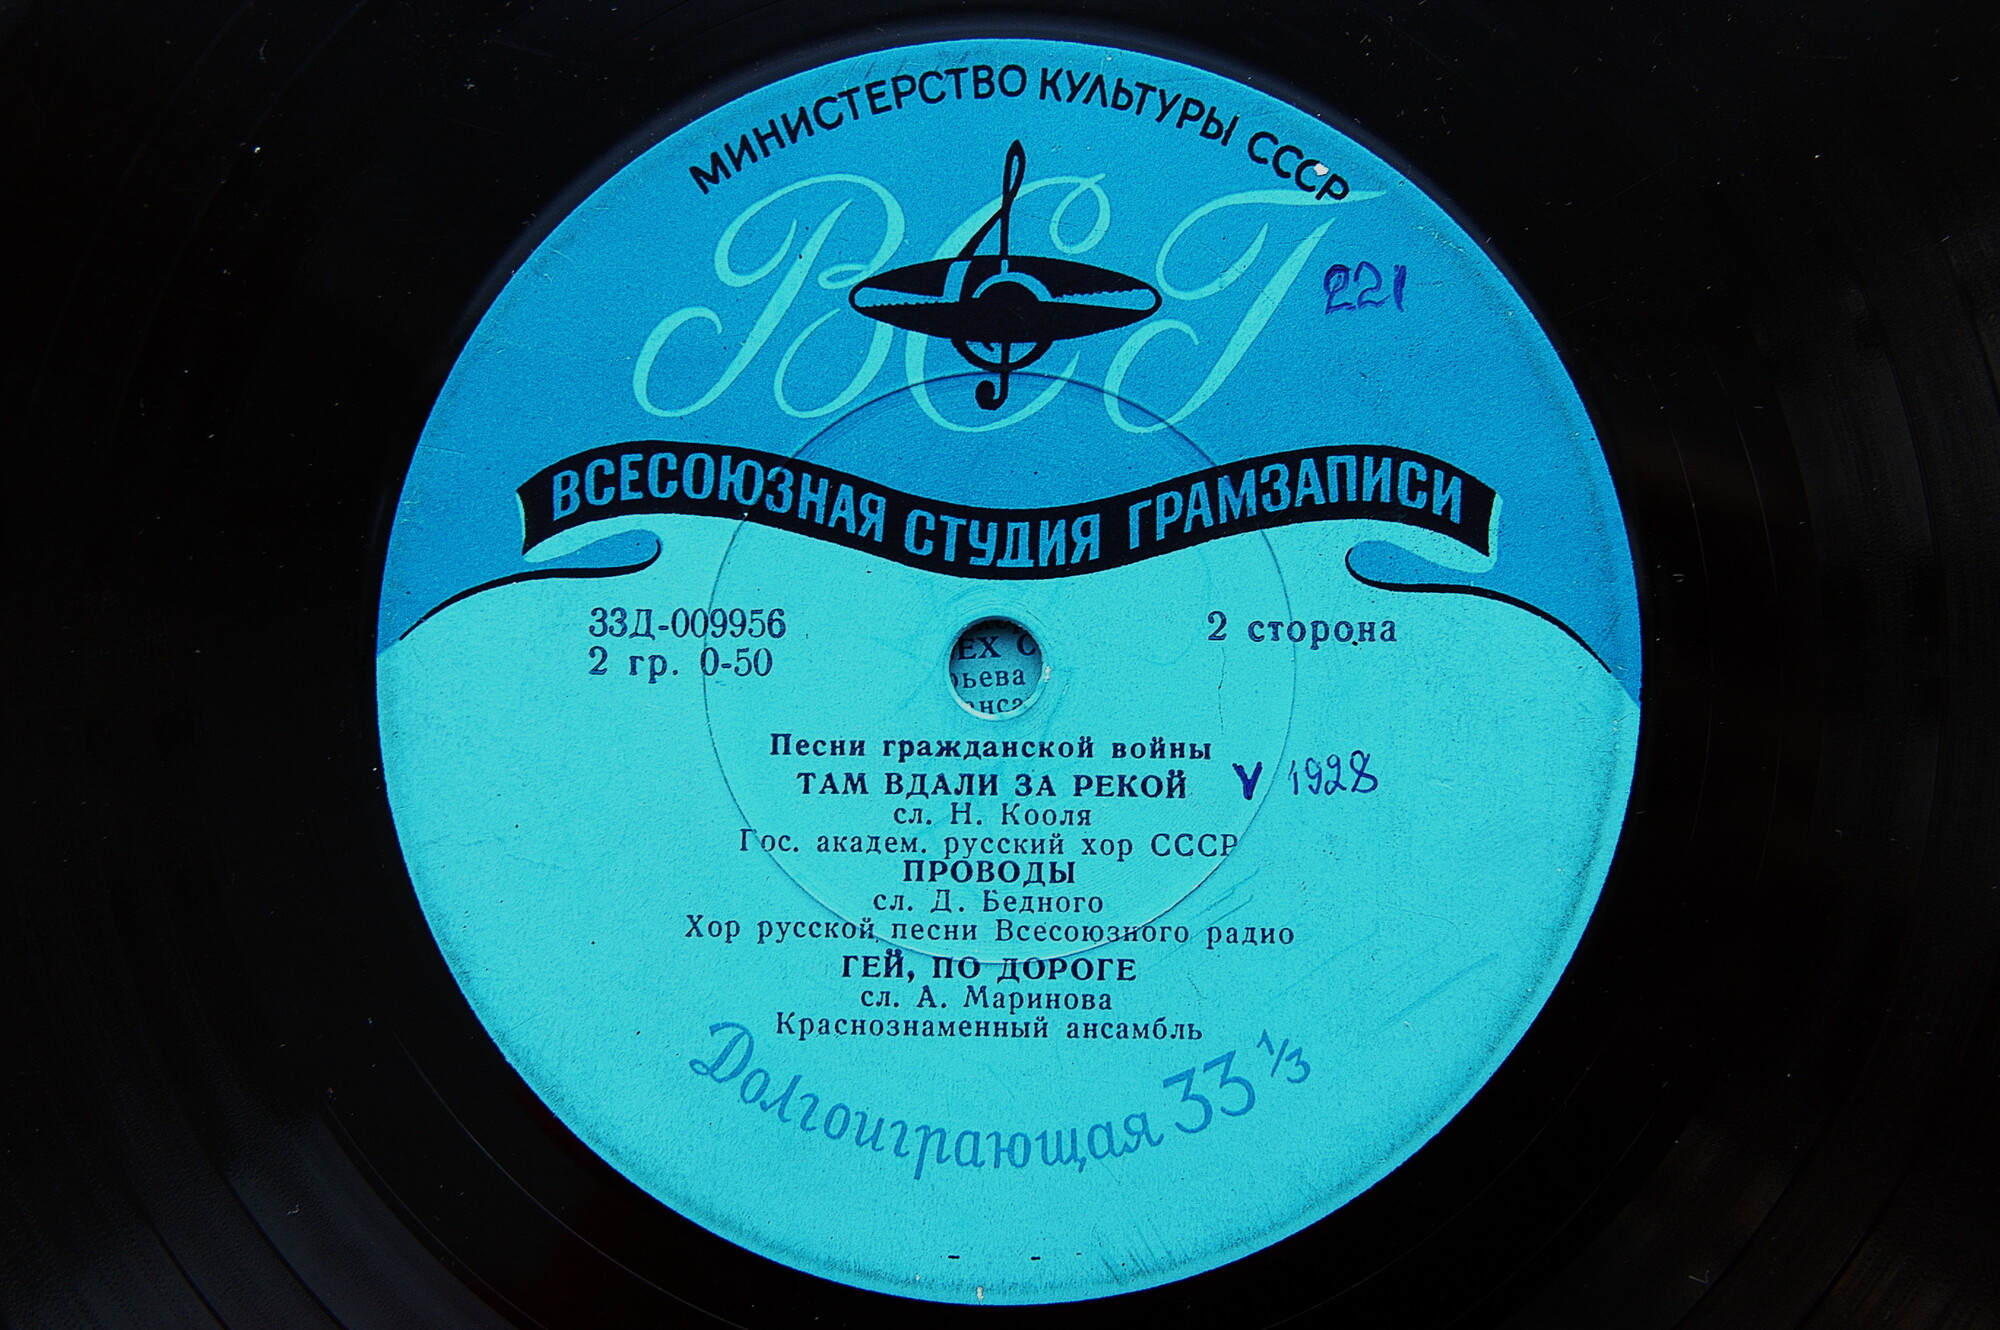 МИНИСТЕРСТВО КУЛЬТУРЫ СССР
ВСГ
221
ВСЕСОЮЗНАЯ СТУДИЯ ГРАМЗАПИСИ
33Д-009956
2 сторона
2 гр. 0-50
ЕХ С
ьева
Песни гражданской войны
ТАМ ВДАЛИ ЗА РЕКОЙ V 1928
сл. Н. Кооля
Гос. академ. русский хор СССР
ПРОВОДЫ
сл. Д. Бедного
Хор русской песни Всесоюзного радио
ГЕЙ, ПО ДОРОГЕ
сл. А. Маринова
Краснознаменный ансамбль
Долгоиграющая 33 1/3